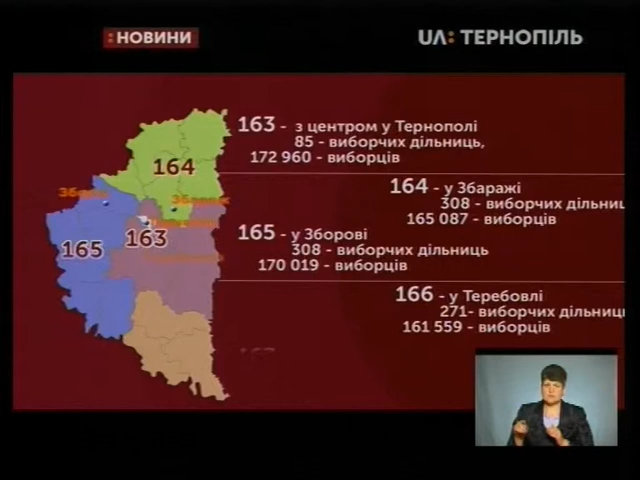 :НОВИНИ
UA: ТЕРНОПІЛЬ
163 - з центром у Тернополі
85 - виборчих дільниць,
172 960 - виборців
164 - у Збаражі
308 - виборчих дільниц
165 087 - виборців
165 - у Зборові
308 - виборчих дільниць
170 019 - виборців
166 - у Теребовлі
271- виборчих дільниц
161 559 - виборців
164
165
163